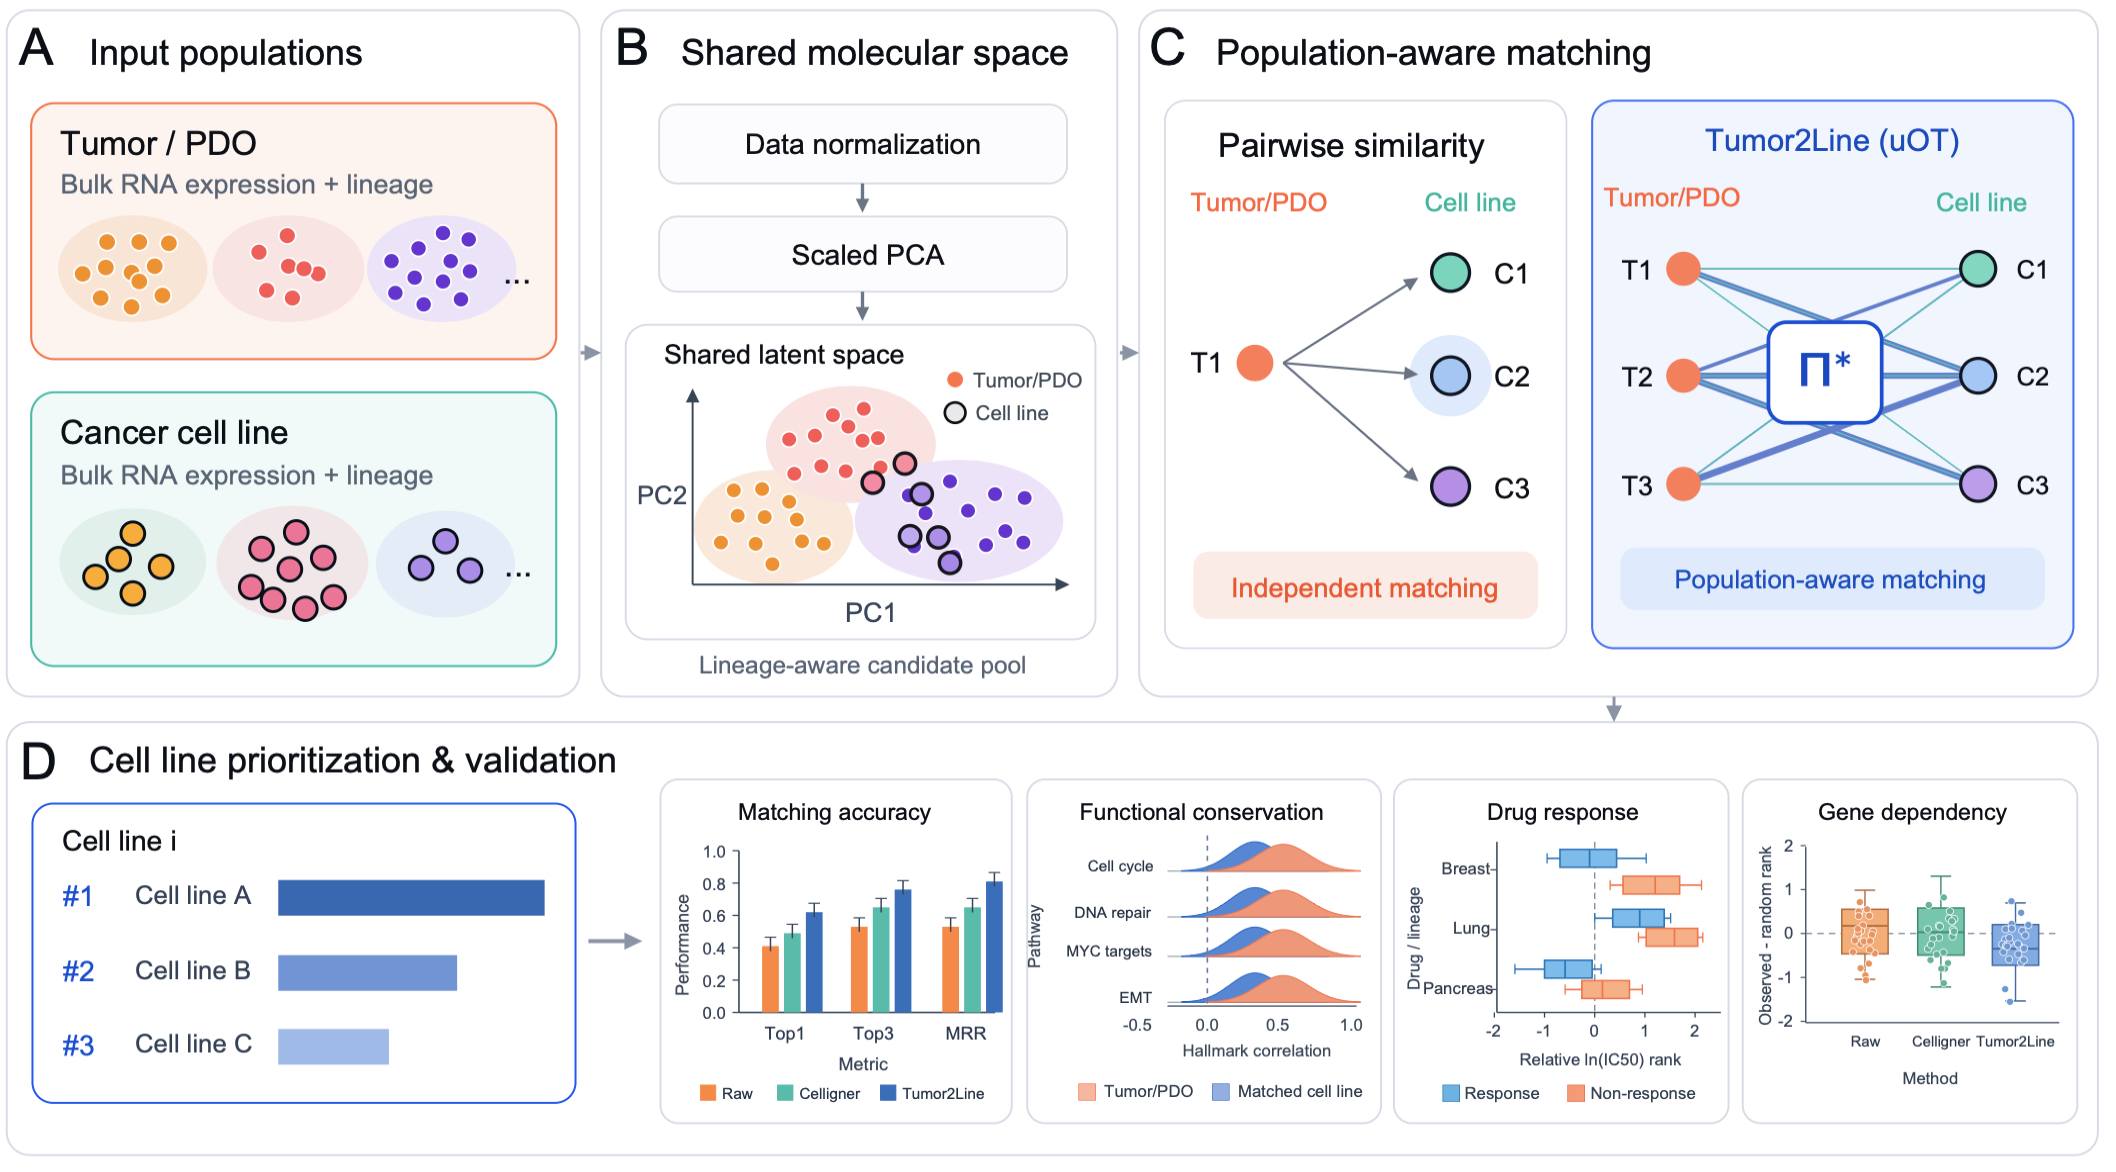 A Input populations
Tumor / PDO
Bulk RNA expression + lineage
...
Cancer cell line
Bulk RNA expression + lineage
...
B Shared molecular space
Data normalization
Scaled PCA
Shared latent space
Tumor/PDO
Cell line
PC2
PC1
Lineage-aware candidate pool
C Population-aware matching
Pairwise similarity
Tumor/PDO Cell line
T1
C1
C2
C3
Independent matching
Tumor2Line (uOT)
Tumor/PDO Cell line
T1 C1
T2 Π* C2
T3 C3
Population-aware matching
D Cell line prioritization & validation
Cell line i
#1 Cell line A
#2 Cell line B
#3 Cell line C
Matching accuracy
Performance
1.0
0.8
0.6
0.4
0.2
0.0
Top1 Top3 MRR
Metric
Raw Celligner Tumor2Line
Functional conservation
Pathway
Cell cycle
DNA repair
MYC targets
EMT
-0.5 0.0 0.5 1.0
Hallmark correlation
Tumor/PDO Matched cell line
Drug response
Drug / lineage
Breast
Lung
Pancreas
-2 -1 0 1 2
Relative ln(IC50) rank
Response Non-response
Gene dependency
Observed - random rank
2
1
0
-1
-2
Raw Celligner Tumor2Line
Method